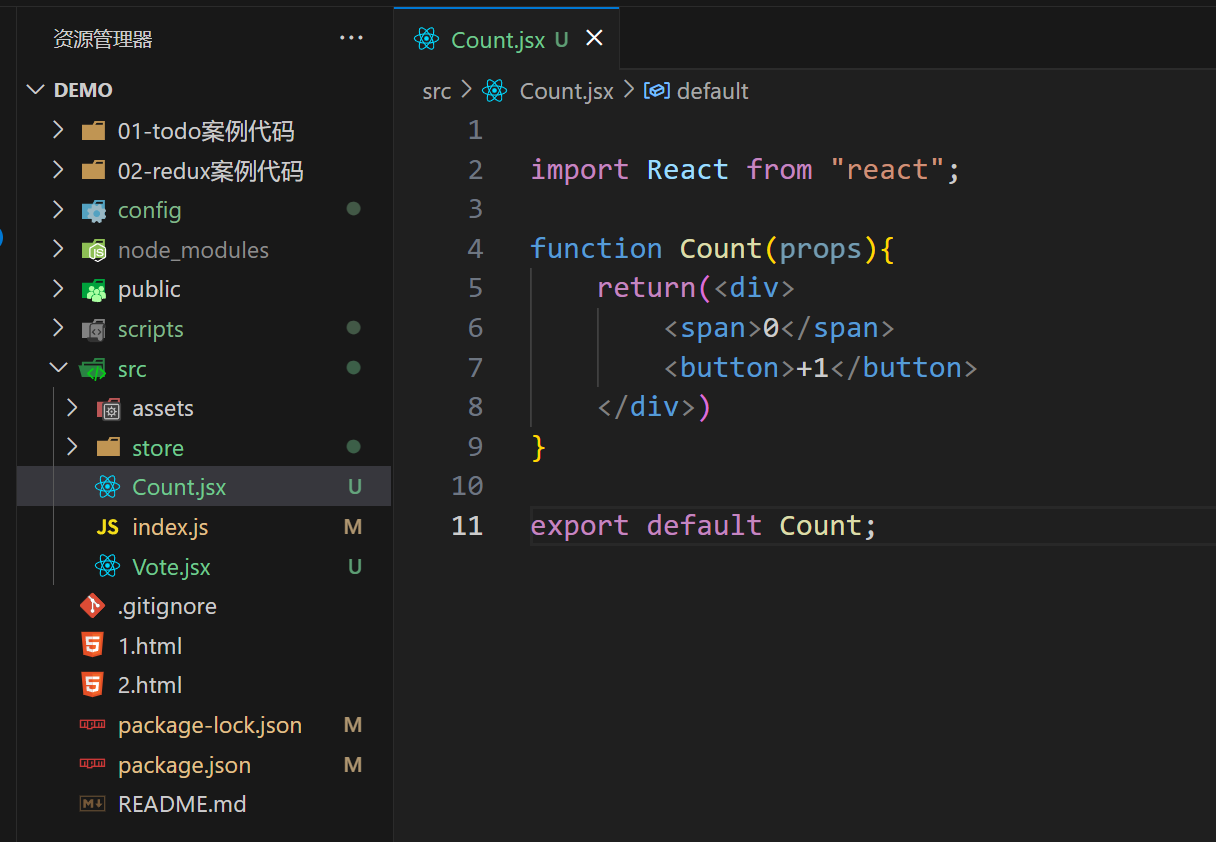 资源管理器
···
DEMO
01-todo案例代码
02-redux案例代码
config
node_modules
public
scripts
src
assets
store
Count.jsx U
JS index.js M
Vote.jsx U
.gitignore
1.html
2.html
package-lock.json M
package.json M
README.md
Count.jsx U
src > Count.jsx > default
1
2 import React from "react";
3
4 function Count(props){
5     return(<div>
6         <span>0</span>
7         <button>+1</button>
8     </div>)
9 }
10
11 export default Count;